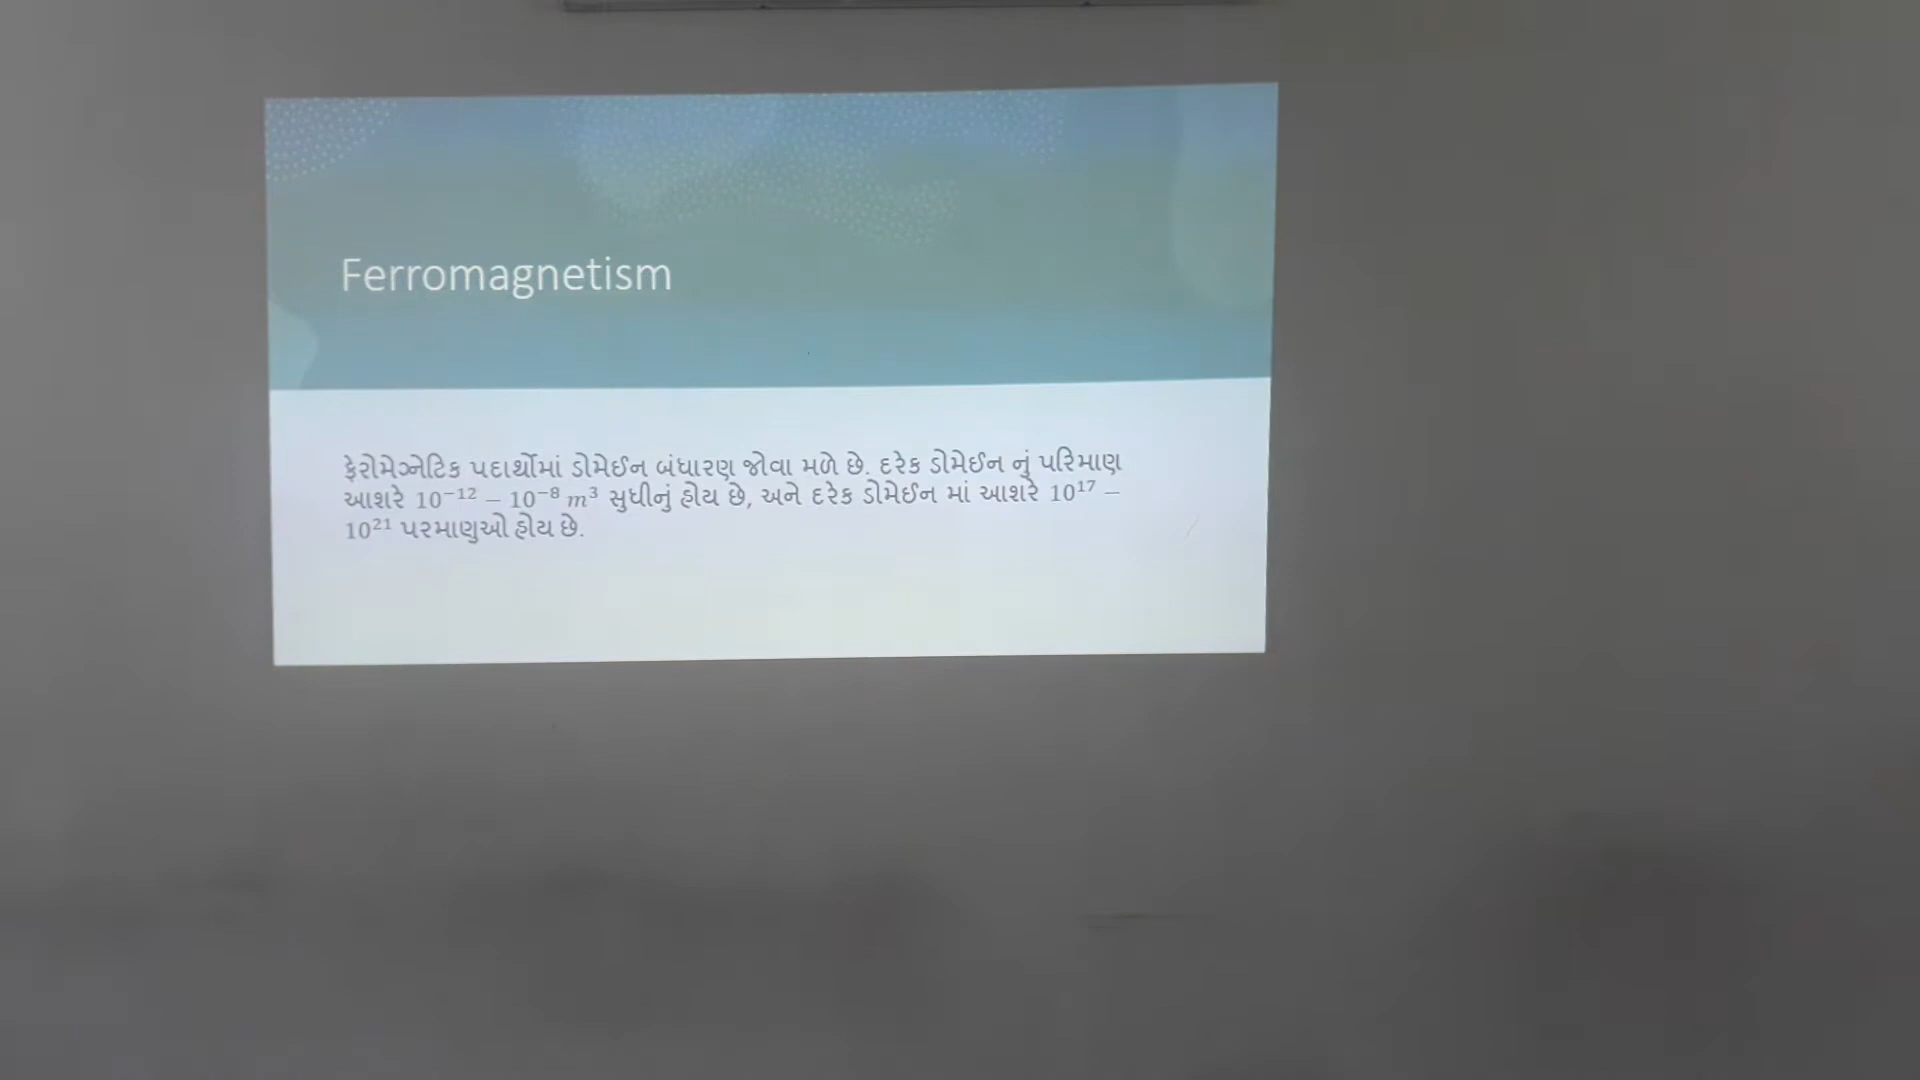 Ferromagnetism
ફેરોમેગ્નેટિક પદાર્થોમાં ડોમેઈન બંધારણ જોવા મળે છે. દરેક ડોમેઈન નું પરિમાણ
આશરે 10⁻¹² – 10⁻⁸ m³ સુધીનું હોય છે, અને દરેક ડોમેઈન માં આશરે 10¹⁷ –
10²¹ પરમાણુઓ હોય છે.